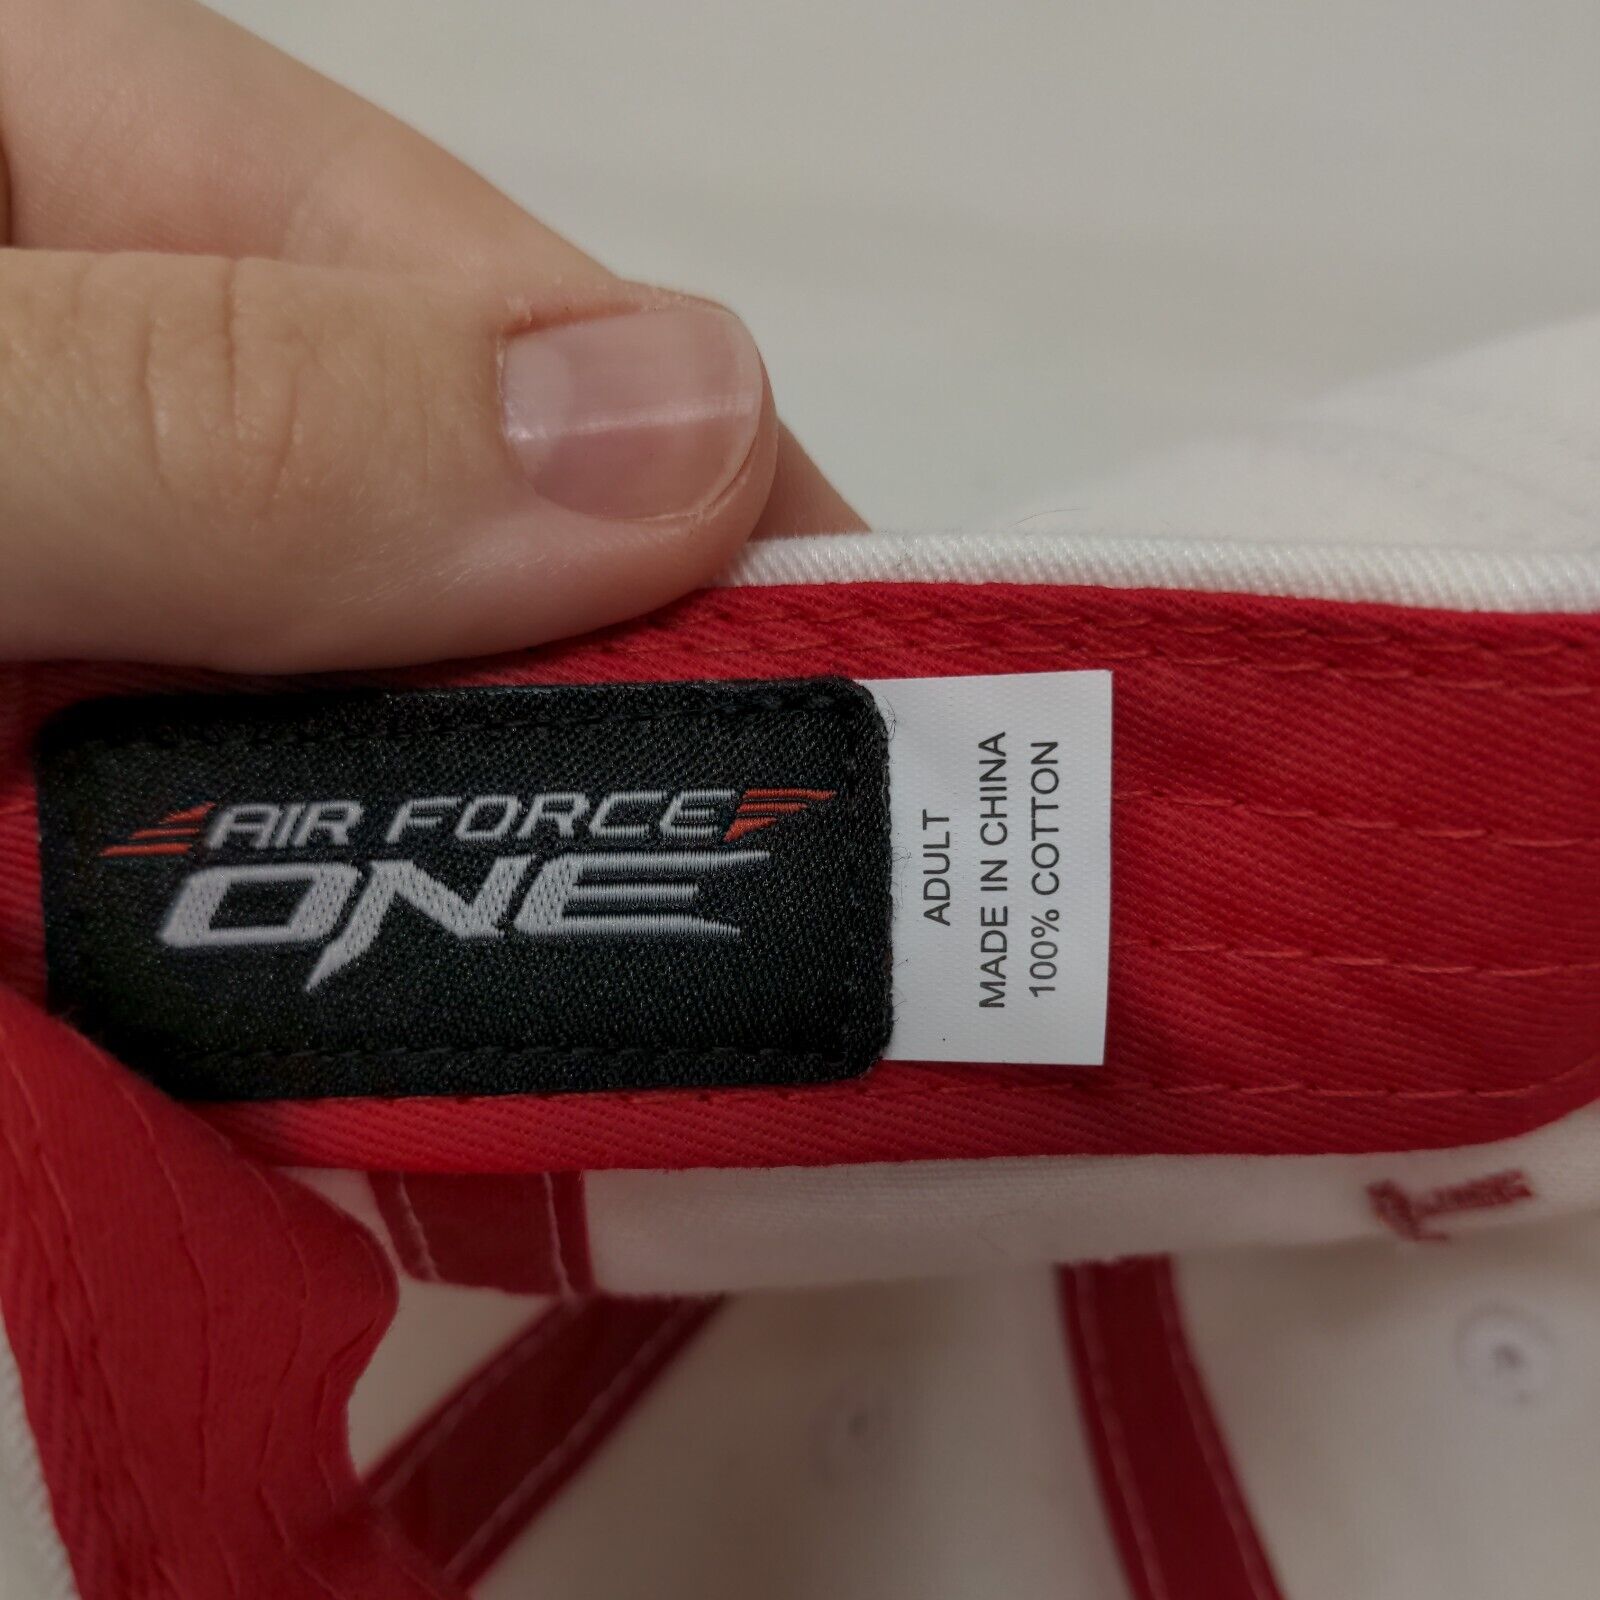 AIR FORCE
ONE
ADULT
MADE IN CHINA
100% COTTON